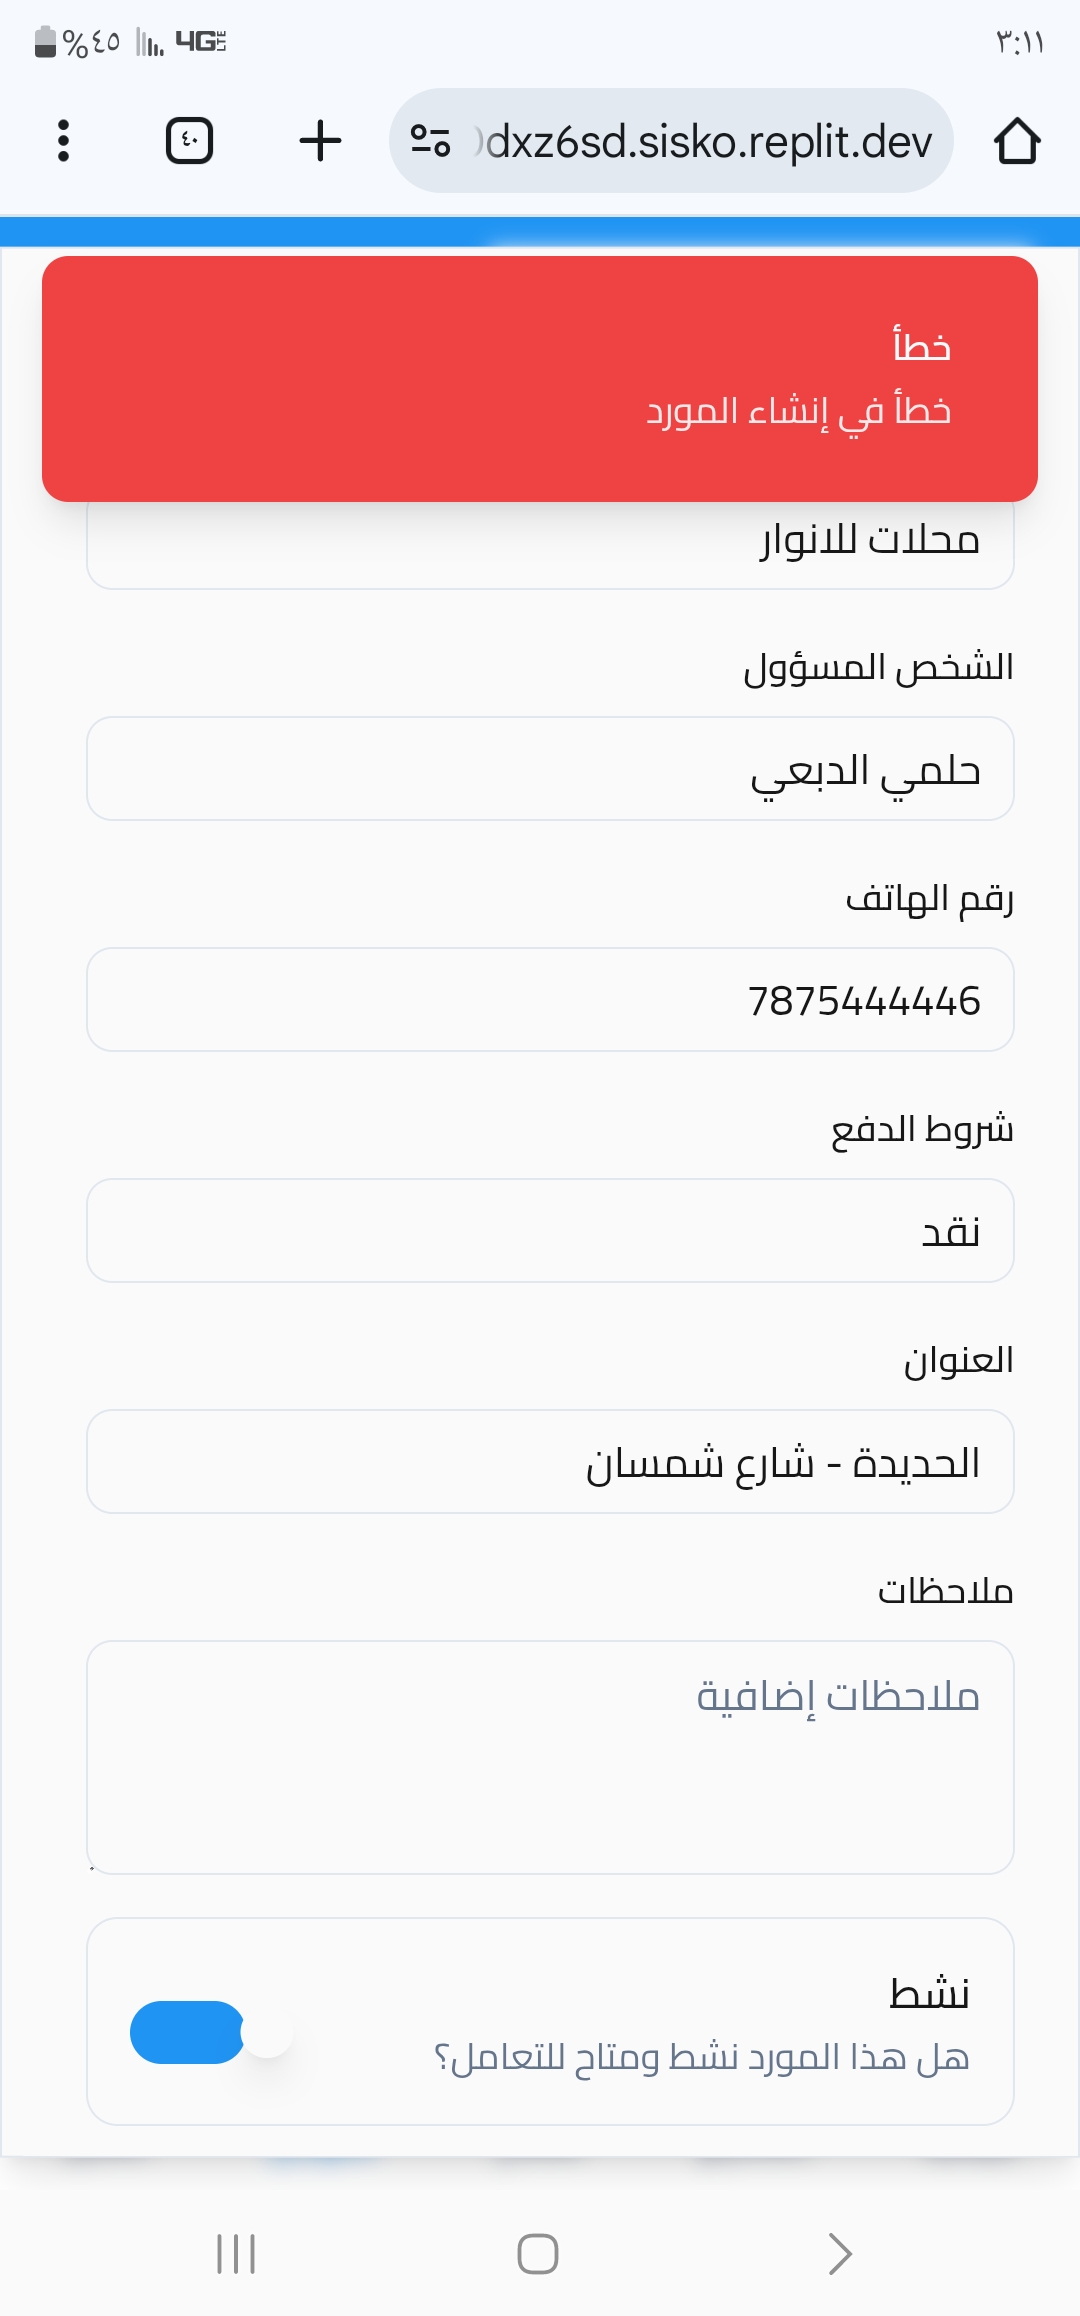 %٤٥ 4G LTE ٣:١١
٤٠ dxz6sd.sisko.replit.dev
خطأ
خطأ في إنشاء المورد
محلات للانوار
الشخص المسؤول
حلمي الدبعي
رقم الهاتف
7875444446
شروط الدفع
نقد
العنوان
الحديدة - شارع شمسان
ملاحظات
ملاحظات إضافية
نشط
هل هذا المورد نشط ومتاح للتعامل؟